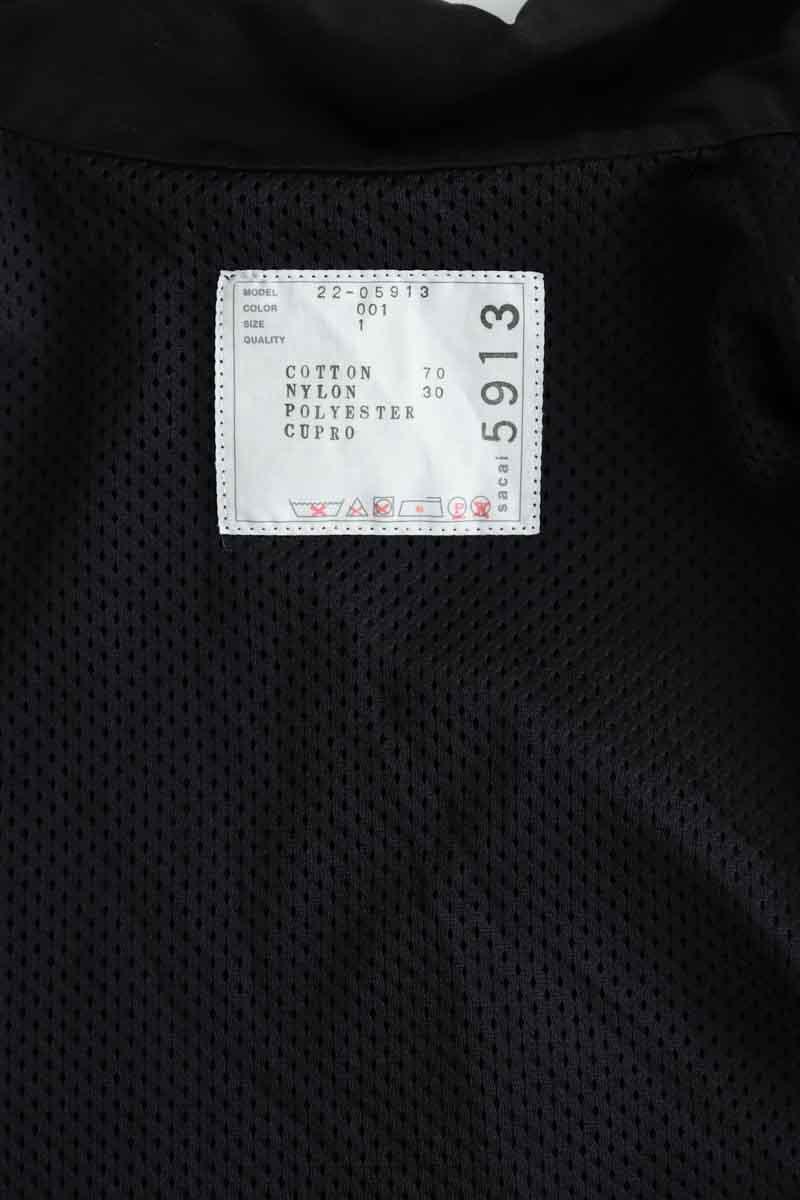 MODEL 22-05913
COLOR 001
SIZE 1
QUALITY
COTTON 70
NYLON 30
POLYESTER
CUPRO
P
W
sacai 5913